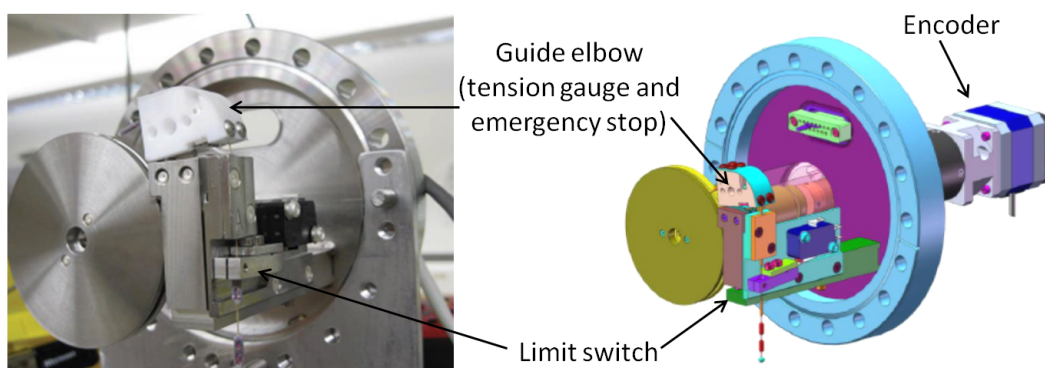 Encoder
Guide elbow
(tension gauge and
emergency stop)
Limit switch